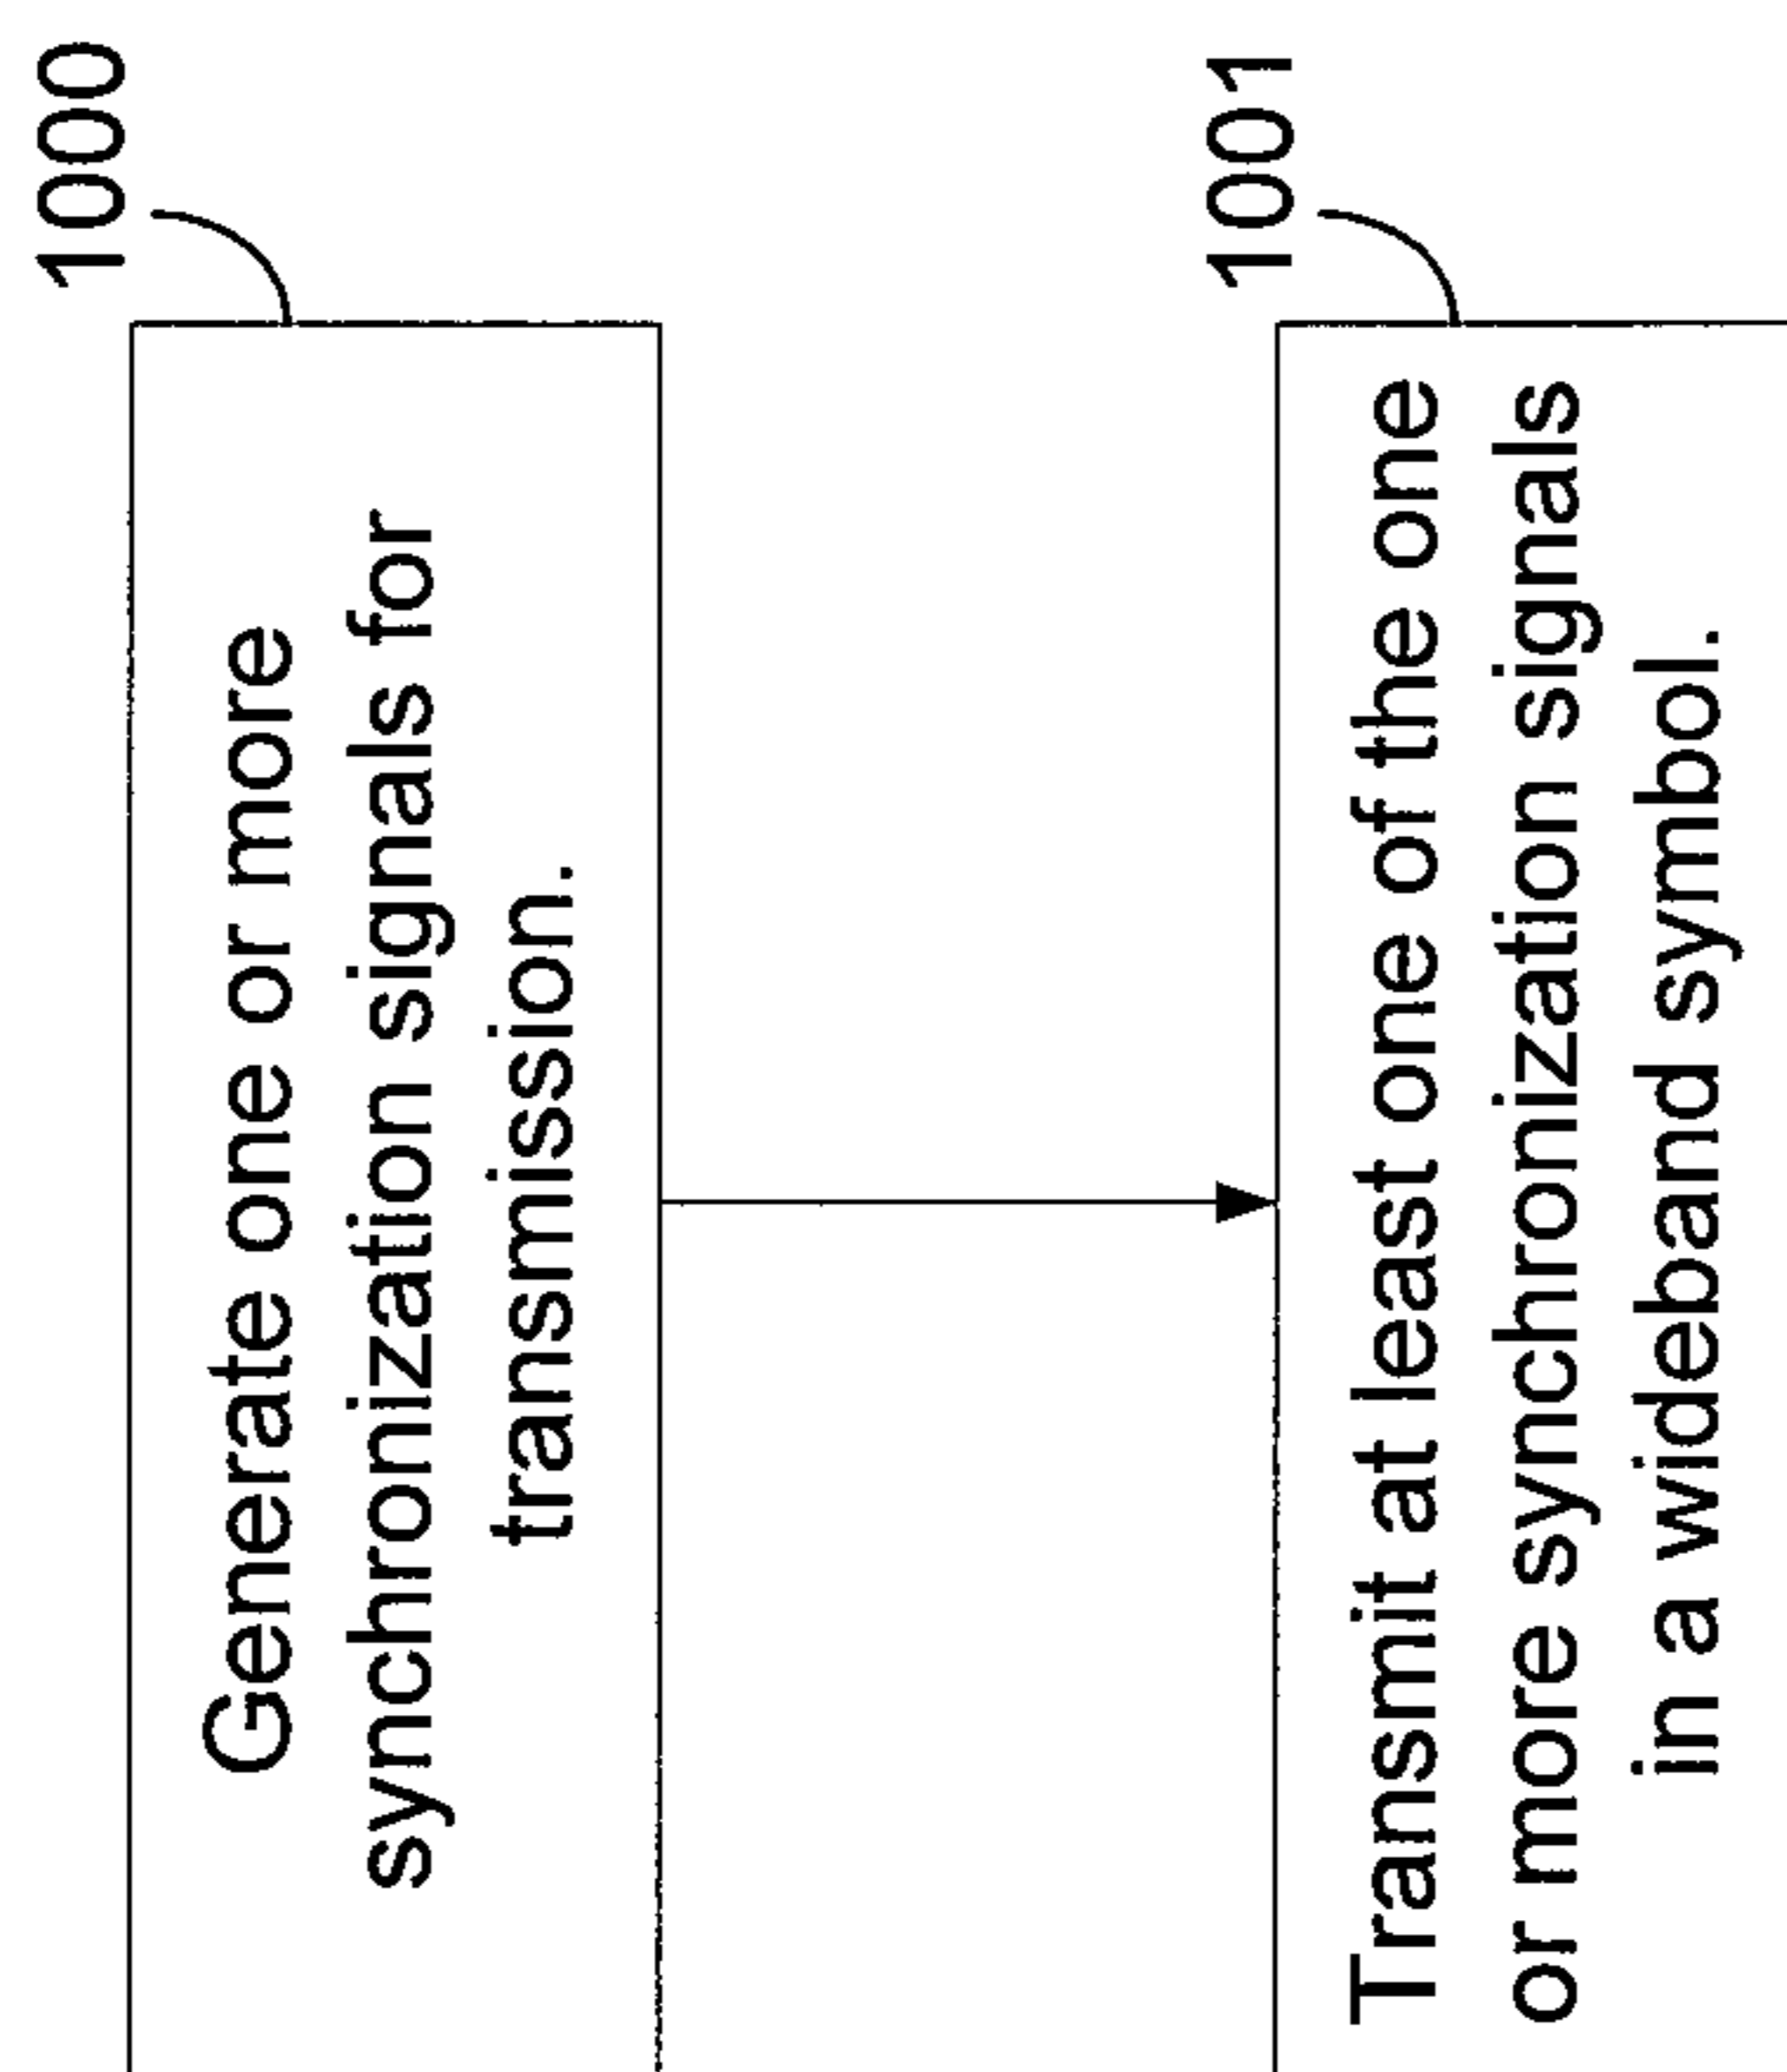 1000
Generate one or more
synchronization signals for
transmission.
1001
Transmit at least one of the one
or more synchronization signals
in a wideband symbol.